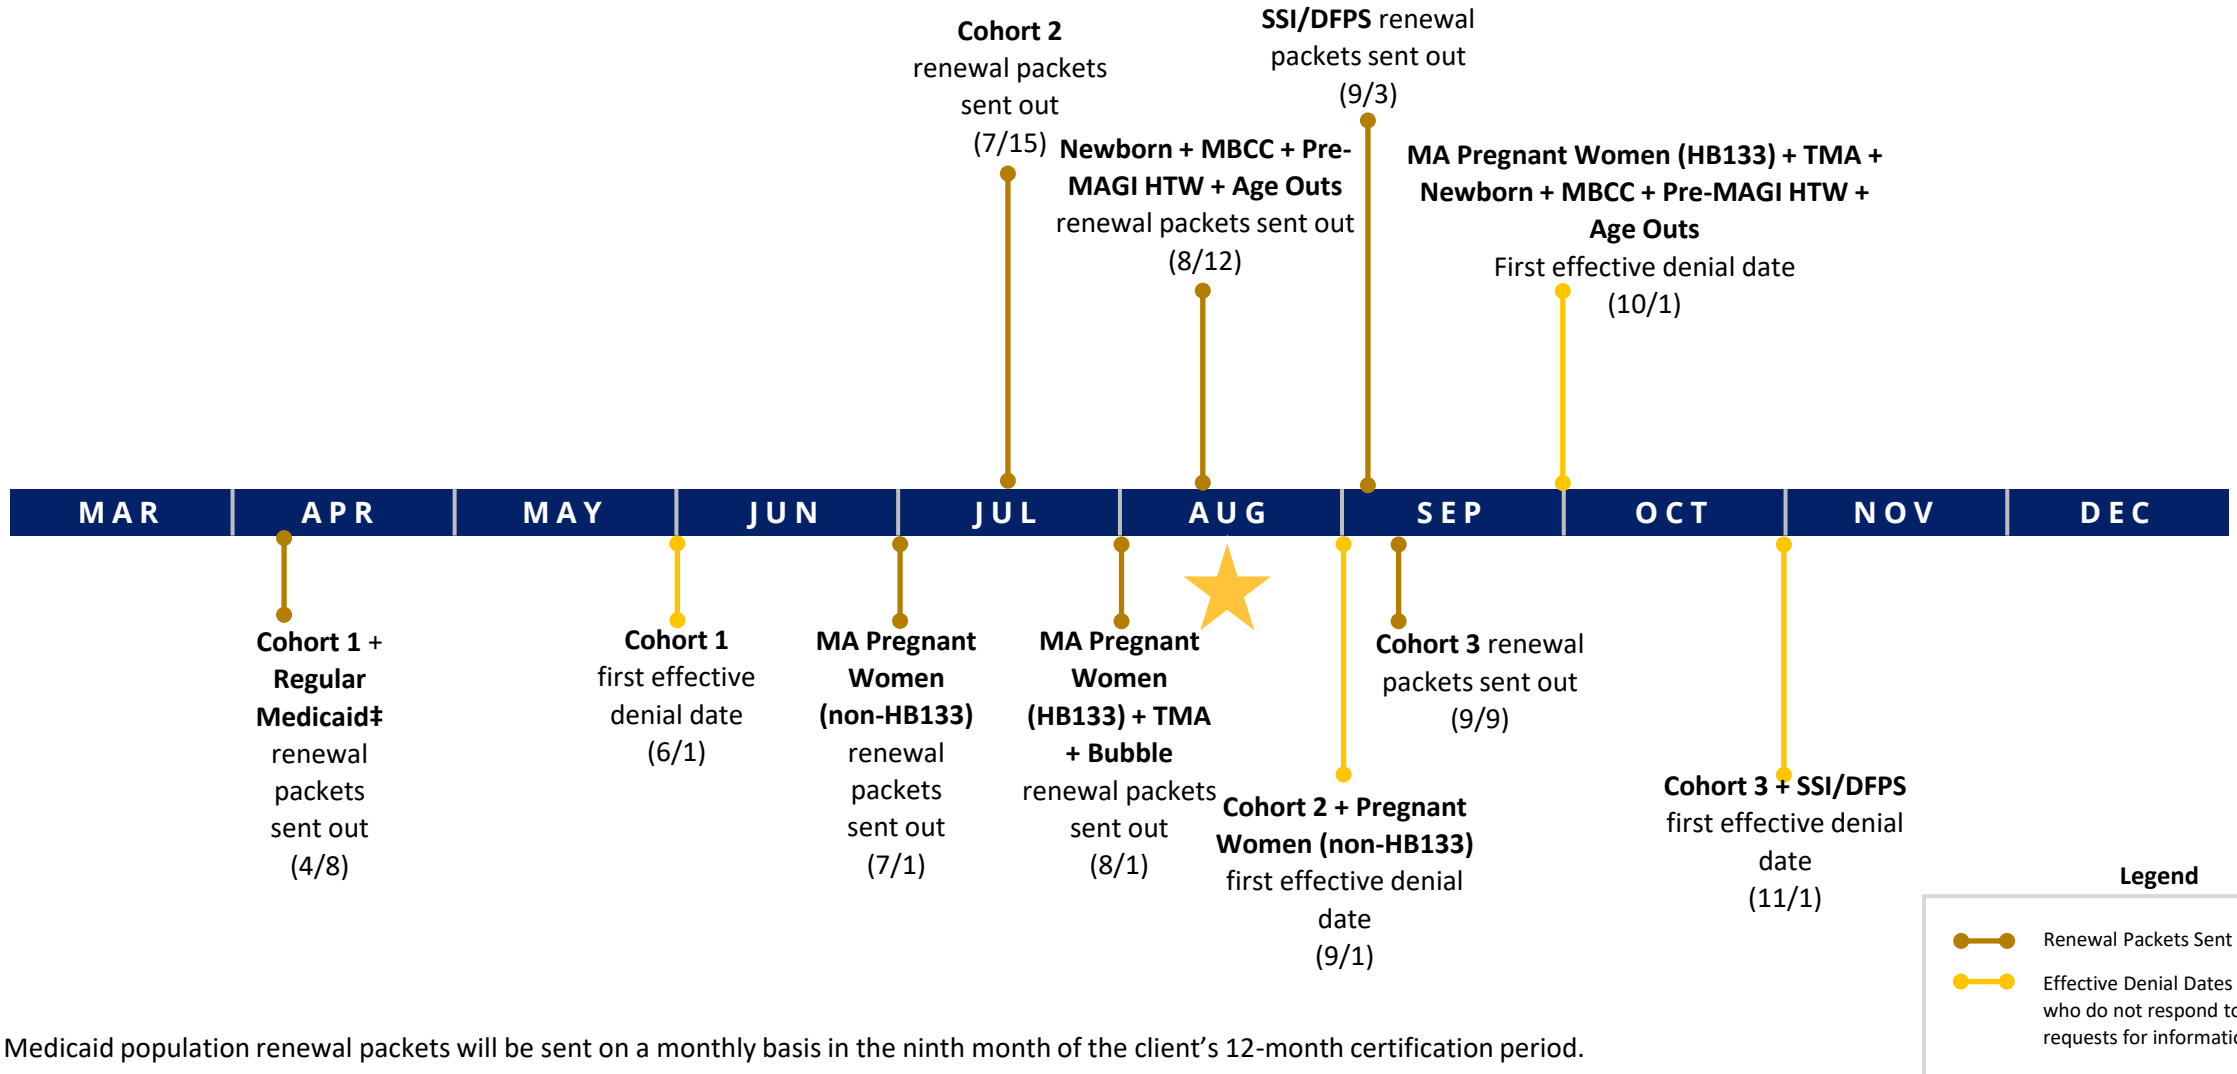 Cohort 2
renewal packets
sent out
(7/15)
SSI/DFPS renewal
packets sent out
(9/3)
Newborn + MBCC + Pre-
MAGI HTW + Age Outs
renewal packets sent out
(8/12)
MA Pregnant Women (HB133) + TMA +
Newborn + MBCC + Pre-MAGI HTW +
Age Outs
First effective denial date
(10/1)
MAR APR MAY JUN JUL AUG SEP OCT NOV DEC
Cohort 1 +
Regular
Medicaid‡
renewal
packets
sent out
(4/8)
Cohort 1
first effective
denial date
(6/1)
MA Pregnant
Women
(non-HB133)
renewal
packets
sent out
(7/1)
MA Pregnant
Women
(HB133) + TMA
+ Bubble
renewal packets
sent out
(8/1)
Cohort 2 + Pregnant
Women (non-HB133)
first effective denial
date
(9/1)
Cohort 3 renewal
packets sent out
(9/9)
Cohort 3 + SSI/DFPS
first effective denial
date
(11/1)
Legend
Renewal Packets Sent
Effective Denial Dates
who do not respond to
requests for
Medicaid population renewal packets will be sent on a monthly basis in the ninth month of the client's 12-month certification period.